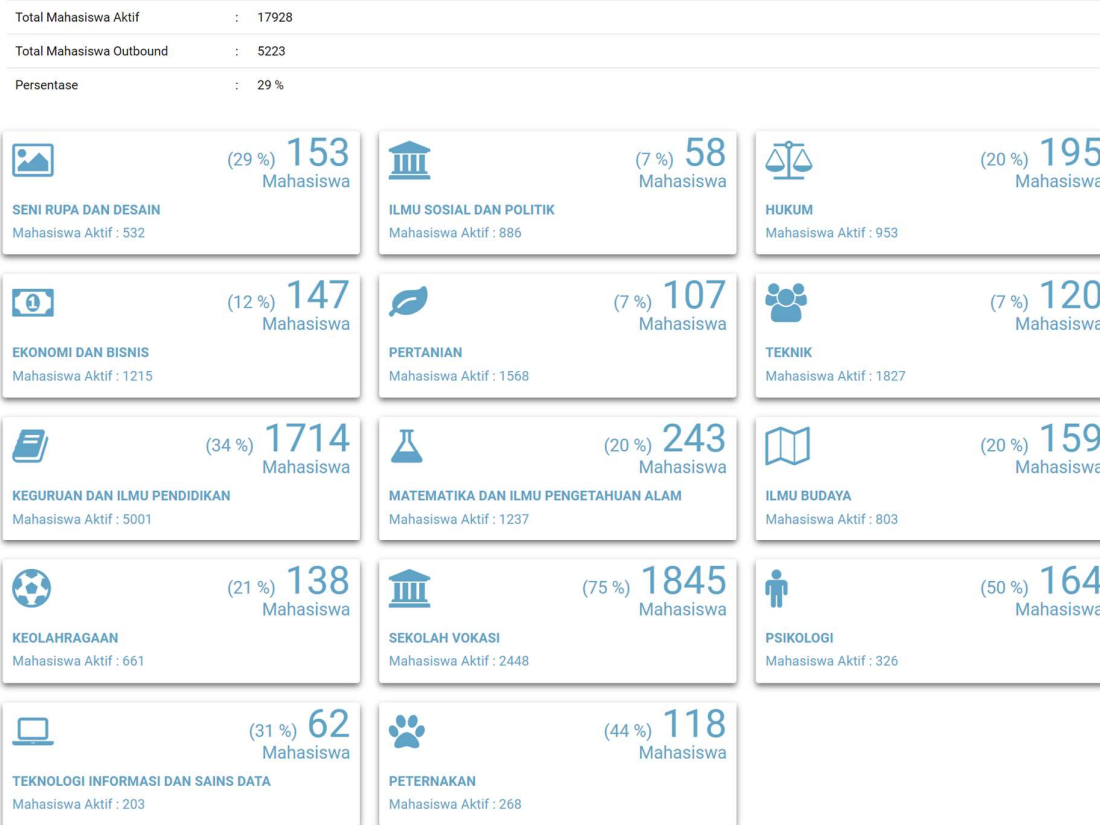 Total Mahasiswa Aktif : 17928
Total Mahasiswa Outbound : 5223
Persentase : 29 %
(29 %) 153
Mahasiswa
SENI RUPA DAN DESAIN
Mahasiswa Aktif : 532
(7 %) 58
Mahasiswa
ILMU SOSIAL DAN POLITIK
Mahasiswa Aktif : 886
(20 %) 195
Mahasiswa
HUKUM
Mahasiswa Aktif : 953
1
(12 %) 147
Mahasiswa
EKONOMI DAN BISNIS
Mahasiswa Aktif : 1215
(7 %) 107
Mahasiswa
PERTANIAN
Mahasiswa Aktif : 1568
(7 %) 120
Mahasiswa
TEKNIK
Mahasiswa Aktif : 1827
(34 %) 1714
Mahasiswa
KEGURUAN DAN ILMU PENDIDIKAN
Mahasiswa Aktif : 5001
(20 %) 243
Mahasiswa
MATEMATIKA DAN ILMU PENGETAHUAN ALAM
Mahasiswa Aktif : 1237
(20 %) 159
Mahasiswa
ILMU BUDAYA
Mahasiswa Aktif : 803
(21 %) 138
Mahasiswa
KEOLAHRAGAAN
Mahasiswa Aktif : 661
(75 %) 1845
Mahasiswa
SEKOLAH VOKASI
Mahasiswa Aktif : 2448
(50 %) 164
Mahasiswa
PSIKOLOGI
Mahasiswa Aktif : 326
(31 %) 62
Mahasiswa
TEKNOLOGI INFORMASI DAN SAINS DATA
Mahasiswa Aktif : 203
(44 %) 118
Mahasiswa
PETERNAKAN
Mahasiswa Aktif : 268